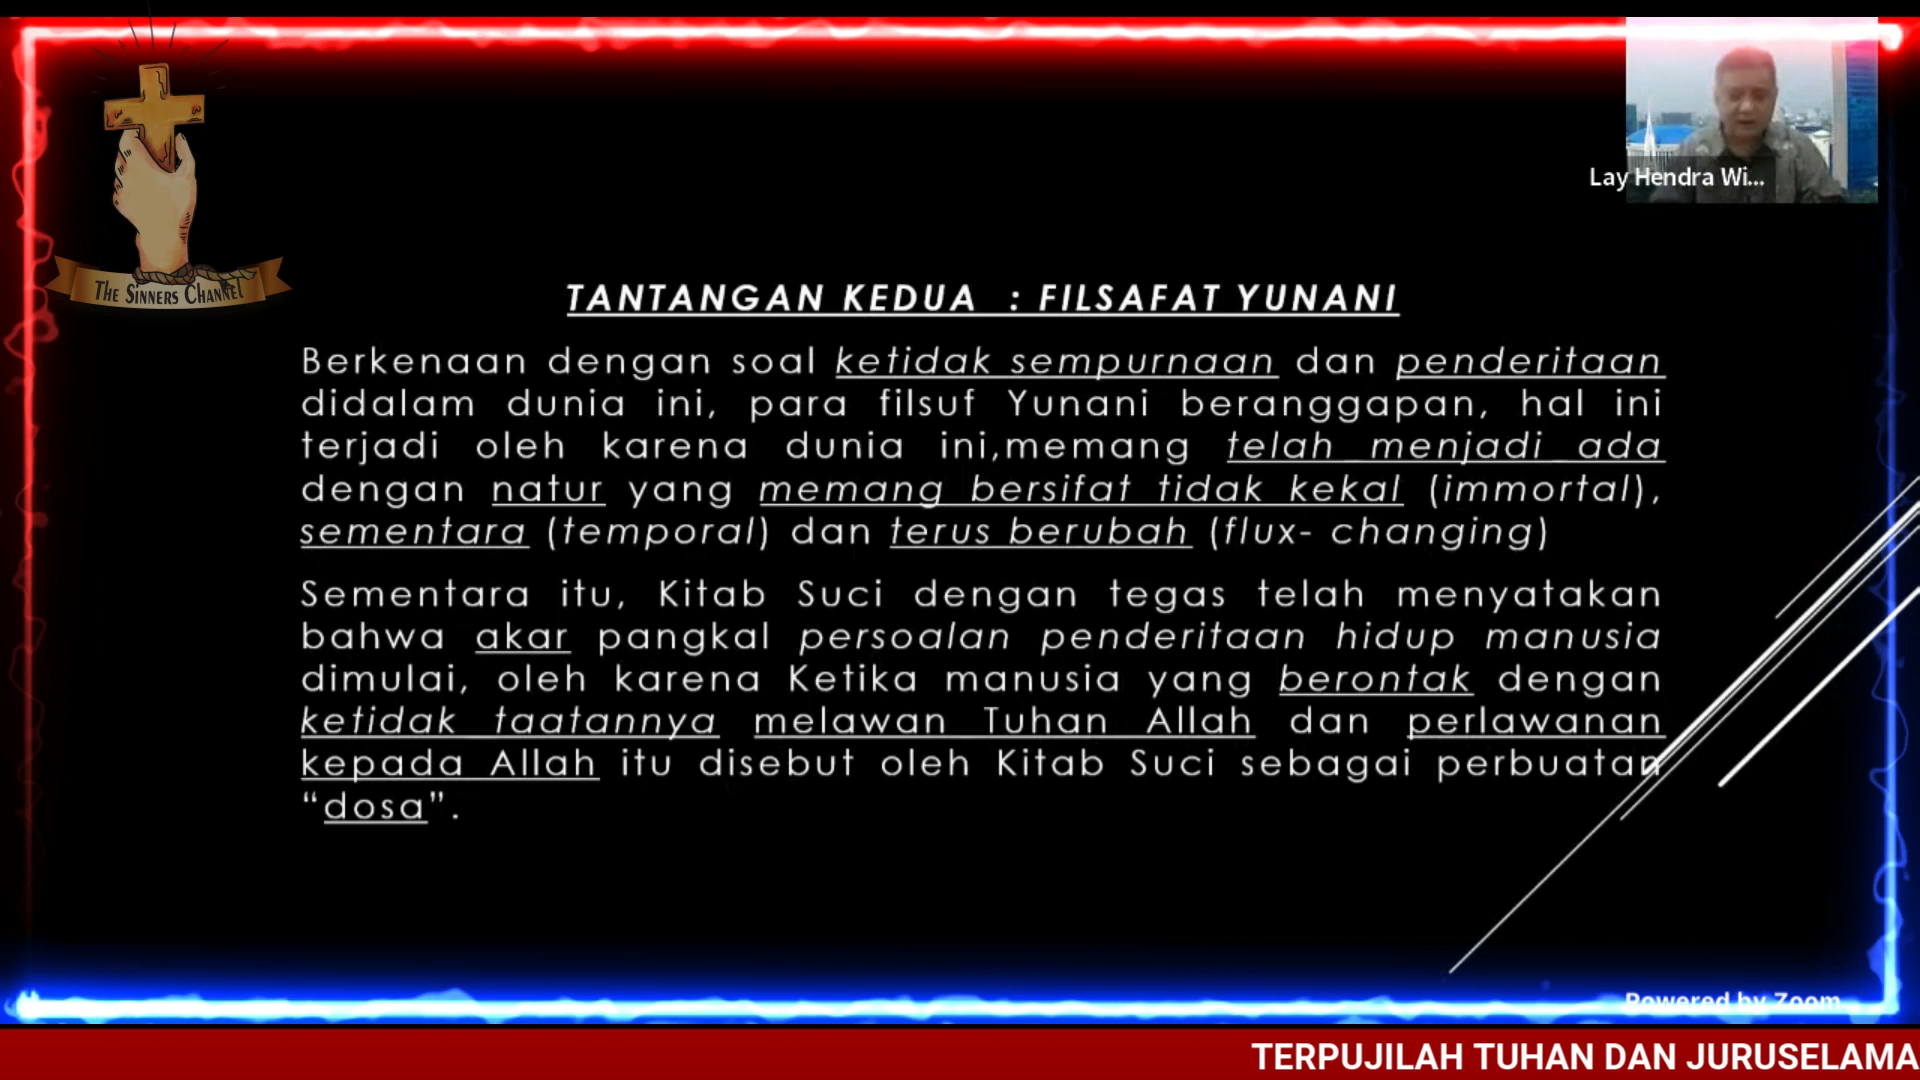 Lay Hendra Wi...
THE SINNERS CHANNEL
TANTANGAN KEDUA : FILSAFAT YUNANI
Berkenaan dengan soal ketidak sempurnaan dan penderitaan
didalam dunia ini, para filsuf Yunani beranggapan, hal ini
terjadi oleh karena dunia ini,memang telah menjadi ada
dengan natur yang memang bersifat tidak kekal (immortal),
sementara (temporal) dan terus berubah (flux- changing)
Sementara itu, Kitab Suci dengan tegas telah menyatakan
bahwa akar pangkal persoalan penderitaan hidup manusia
dimulai, oleh karena Ketika manusia yang berontak dengan
ketidak taatannya melawan Tuhan Allah dan perlawanan
kepada Allah itu disebut oleh Kitab Suci sebagai perbuatan
“dosa”.
Powered by Zoom
TERPUJILAH TUHAN DAN JURUSELAMA